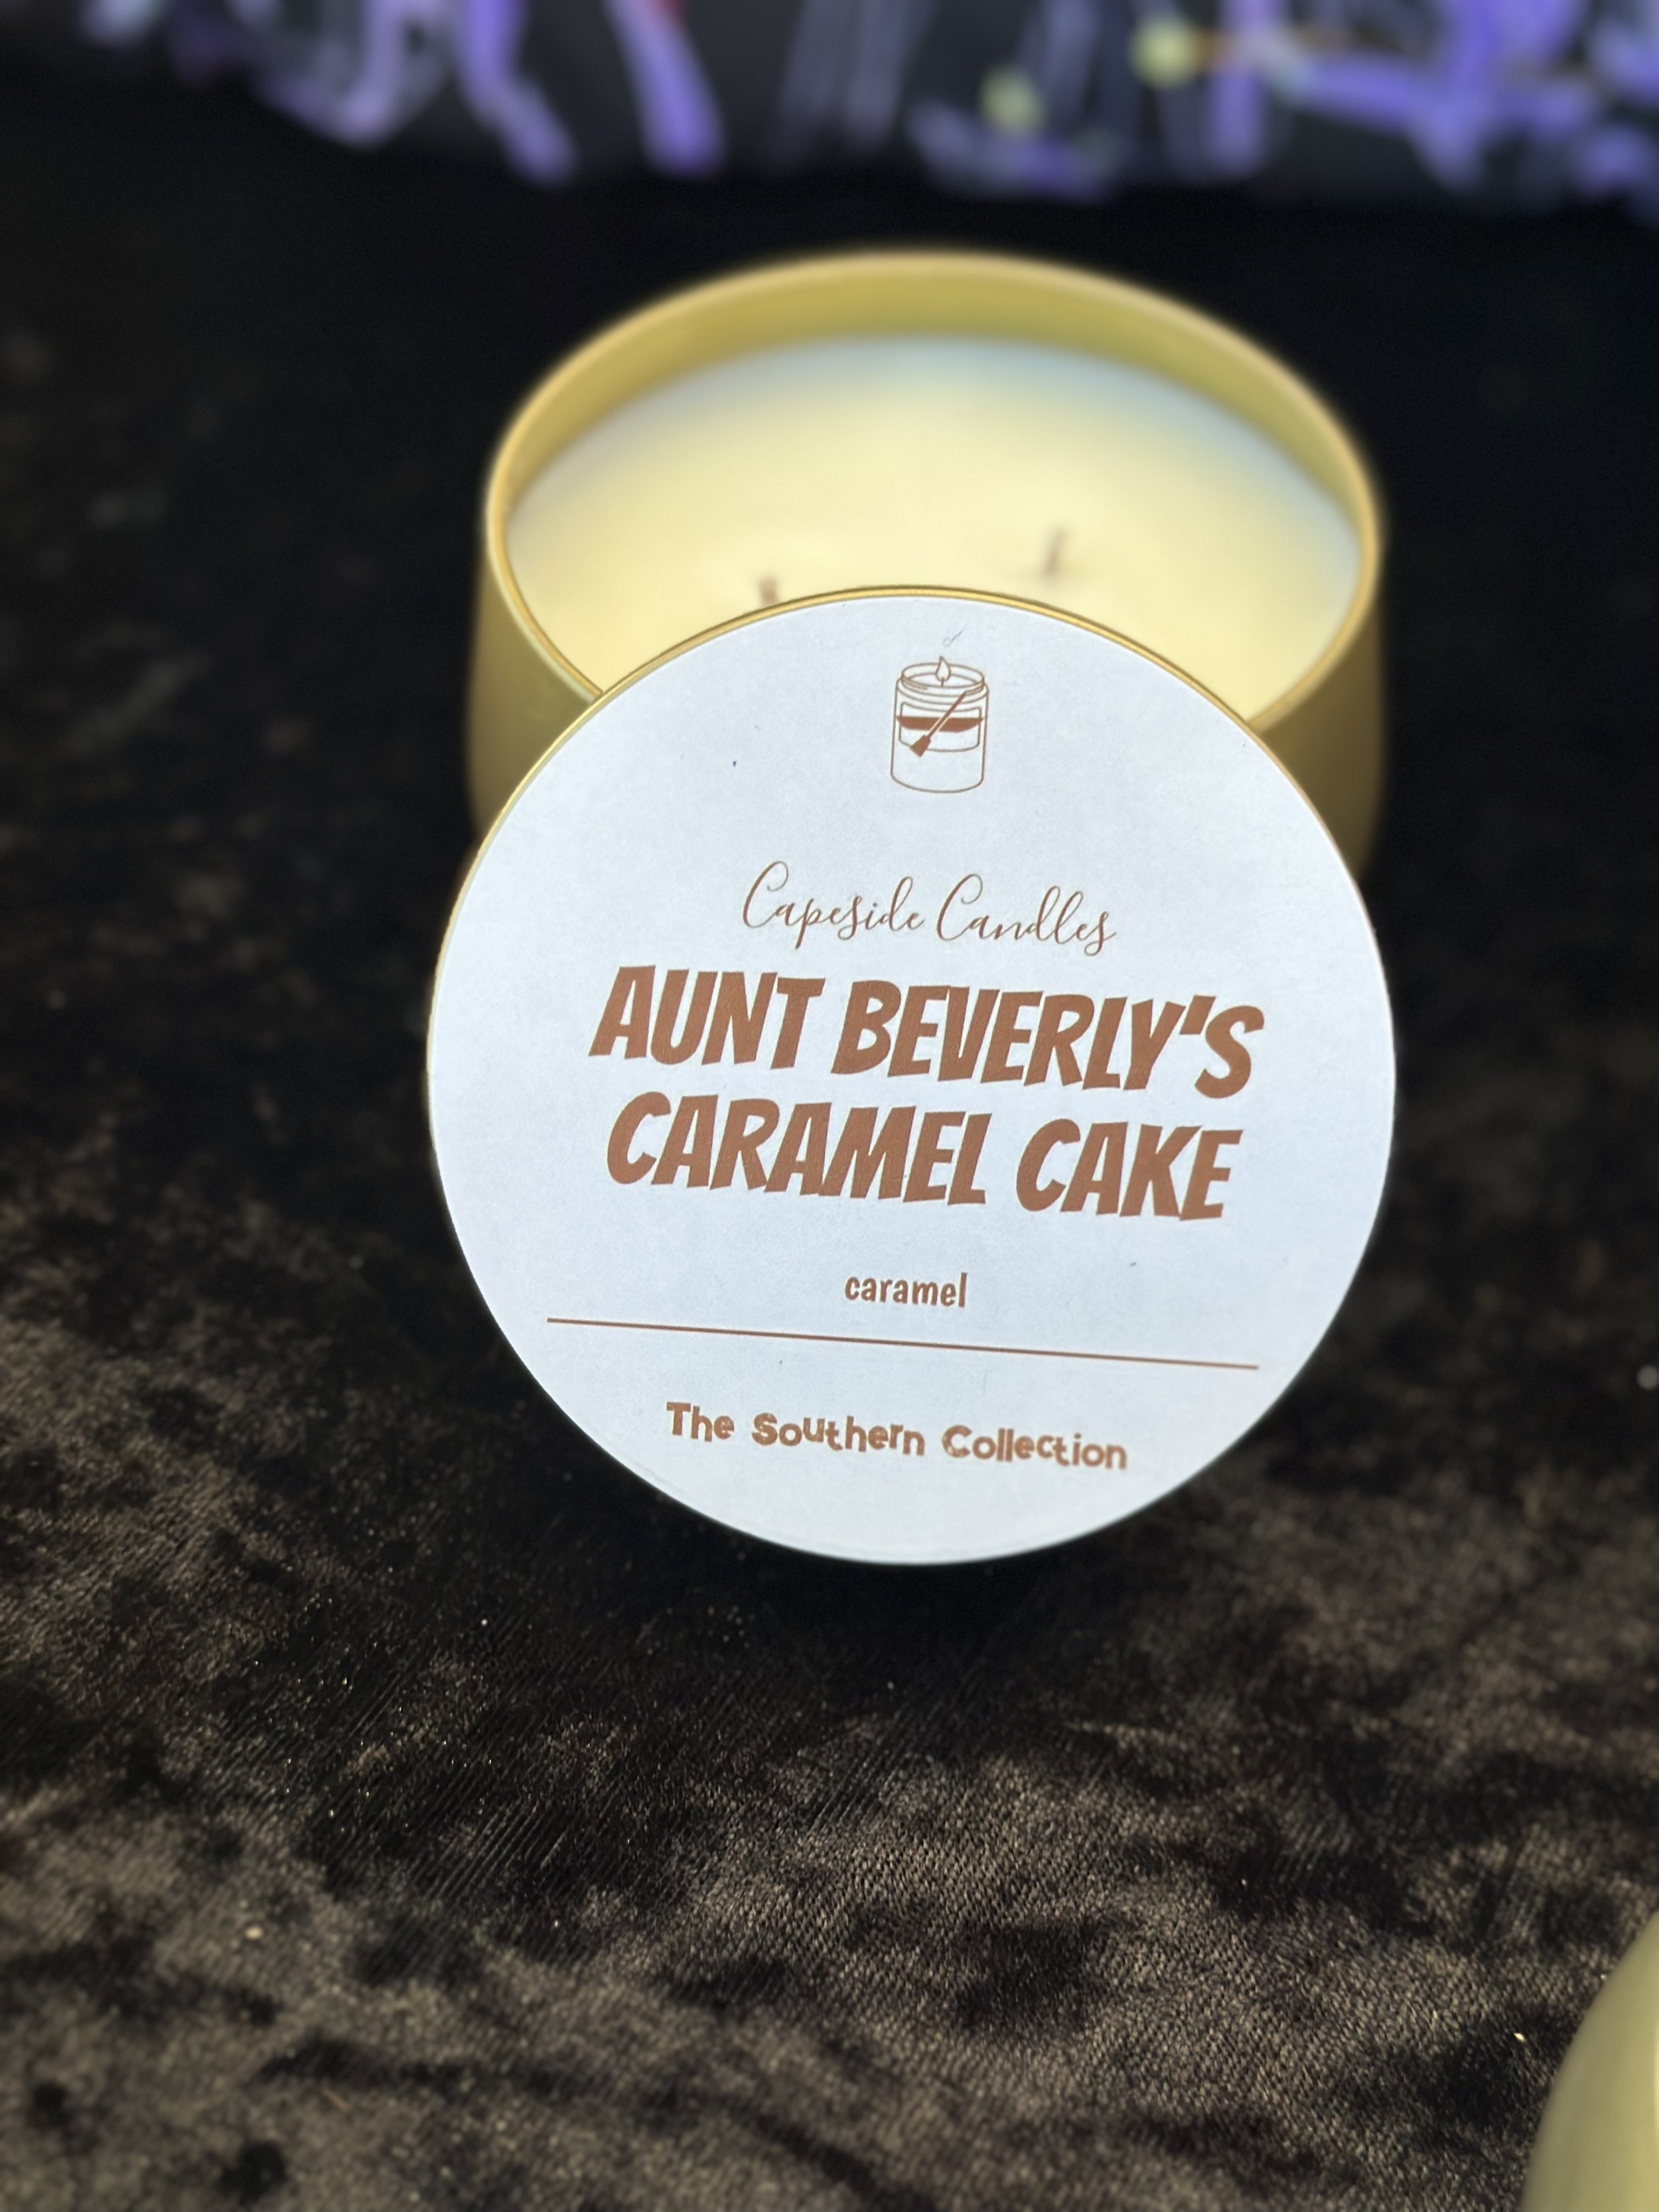 Capeside Candles
AUNT BEVERLY'S
CARAMEL CAKE
caramel
The Southern Collection